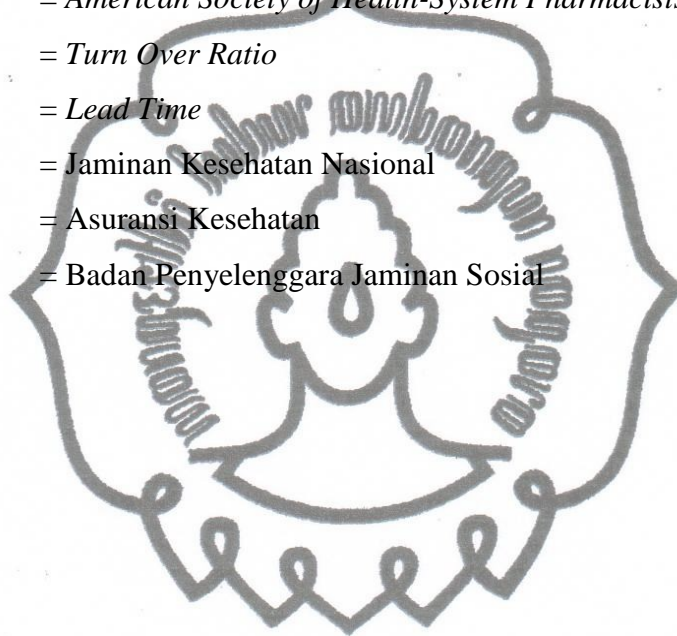 = American Society of Health-System Pharmacists
= Turn Over Ratio
= Lead Time
= Jaminan Kesehatan Nasional
= Asuransi Kesehatan
= Badan Penyelenggara Jaminan Sosial